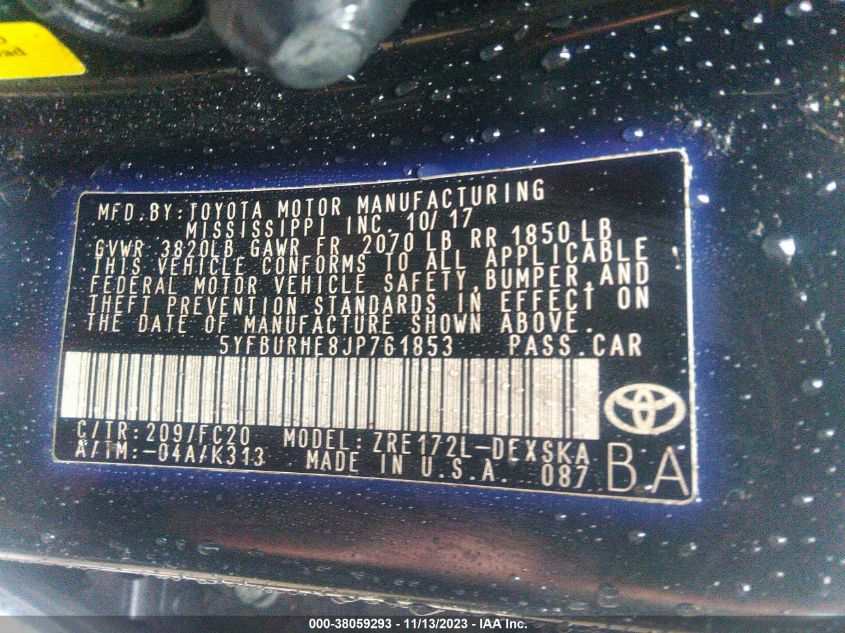 MFD.BY:TOYOTA MOTOR MANUFACTURING
MISSISSIPPI INC. 10/17
GVWR 3820LB GAWR FR 2070 LB RR 1850 LB
THIS VEHICLE CONFORMS TO ALL APPLICABLE
FEDERAL MOTOR VEHICLE SAFETY,BUMPER,AND
THEFT PREVENTION STANDARDS IN EFFECT ON
THE DATE OF MANUFACTURE SHOWN ABOVE.
5YFBURHE8JP761853 PASS.CAR
C/TR:209/FC20 MODEL:ZRE172L-DEXSKA
A/TM:-04A/K313 MADE IN U.S.A. 087 BA
000-38059293 - 11/13/2023 - IAA Inc.